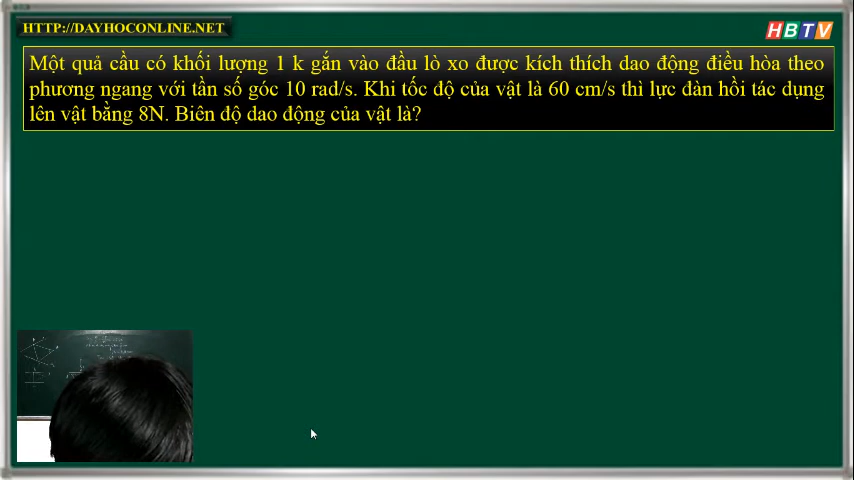 HTTP://DAYHOCONLINE.NET
HBTV
Một quả cầu có khối lượng 1 k gắn vào đầu lò xo được kích thích dao động điều hòa theo
phương ngang với tần số góc 10 rad/s. Khi tốc độ của vật là 60 cm/s thì lực đàn hồi tác dụng
lên vật bằng 8N. Biên độ dao động của vật là?